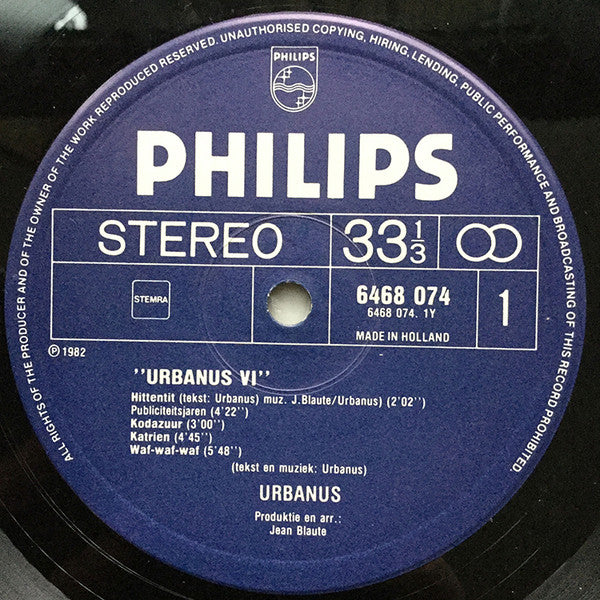 ALL RIGHTS OF THE PRODUCER AND OF THE OWNER OF THE WORK REPRODUCED RESERVED. UNAUTHORISED COPYING, HIRING, LENDING, PUBLIC PERFORMANCE AND BROADCASTING OF THIS RECORD PROHIBITED.
PHILIPS
PHILIPS
STEREO 33 1/3
STEMRA
6468 074
6468 074. 1Y
MADE IN HOLLAND
1
℗ 1982
"URBANUS VI"
Hittentit (tekst: Urbanus) muz. J.Blaute/Urbanus) (2'02")
Publiciteitsjaren (4'22")
Kodazuur (3'00")
Katrien (4'45")
Waf-waf-waf (5'48")
(tekst en muziek: Urbanus)
URBANUS
Produktie en arr.:
Jean Blaute